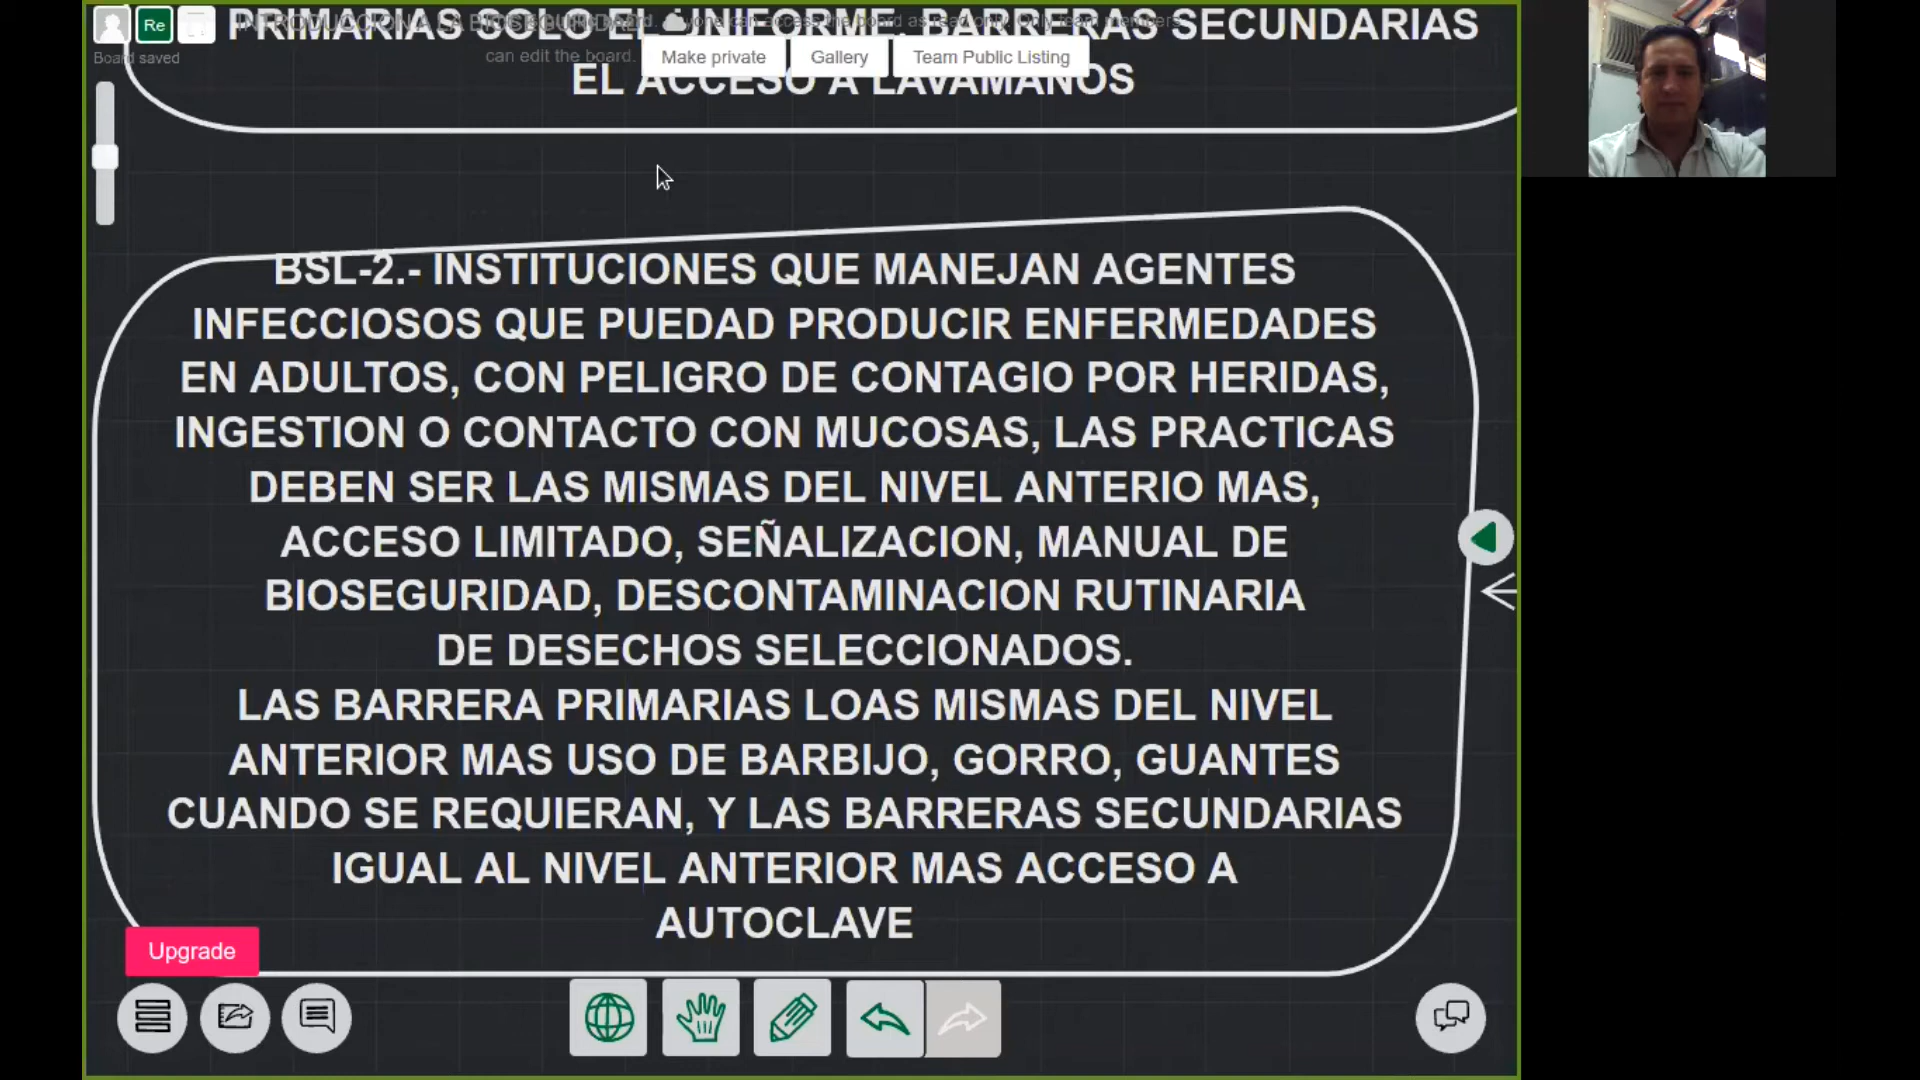 PRIMARIAS SOLO EL UNIFORME. BARRERAS SECUNDARIAS
EL ACCESO A LAVAMANOS
Re
Board saved
can edit the board.
Make private
Gallery
Team Public Listing
BSL-2.- INSTITUCIONES QUE MANEJAN AGENTES
INFECCIOSOS QUE PUEDAD PRODUCIR ENFERMEDADES
EN ADULTOS, CON PELIGRO DE CONTAGIO POR HERIDAS,
INGESTION O CONTACTO CON MUCOSAS, LAS PRACTICAS
DEBEN SER LAS MISMAS DEL NIVEL ANTERIO MAS,
ACCESO LIMITADO, SEÑALIZACION, MANUAL DE
BIOSEGURIDAD, DESCONTAMINACION RUTINARIA
DE DESECHOS SELECCIONADOS.
LAS BARRERA PRIMARIAS LOAS MISMAS DEL NIVEL
ANTERIOR MAS USO DE BARBIJO, GORRO, GUANTES
CUANDO SE REQUIERAN, Y LAS BARRERAS SECUNDARIAS
IGUAL AL NIVEL ANTERIOR MAS ACCESO A
AUTOCLAVE
Upgrade